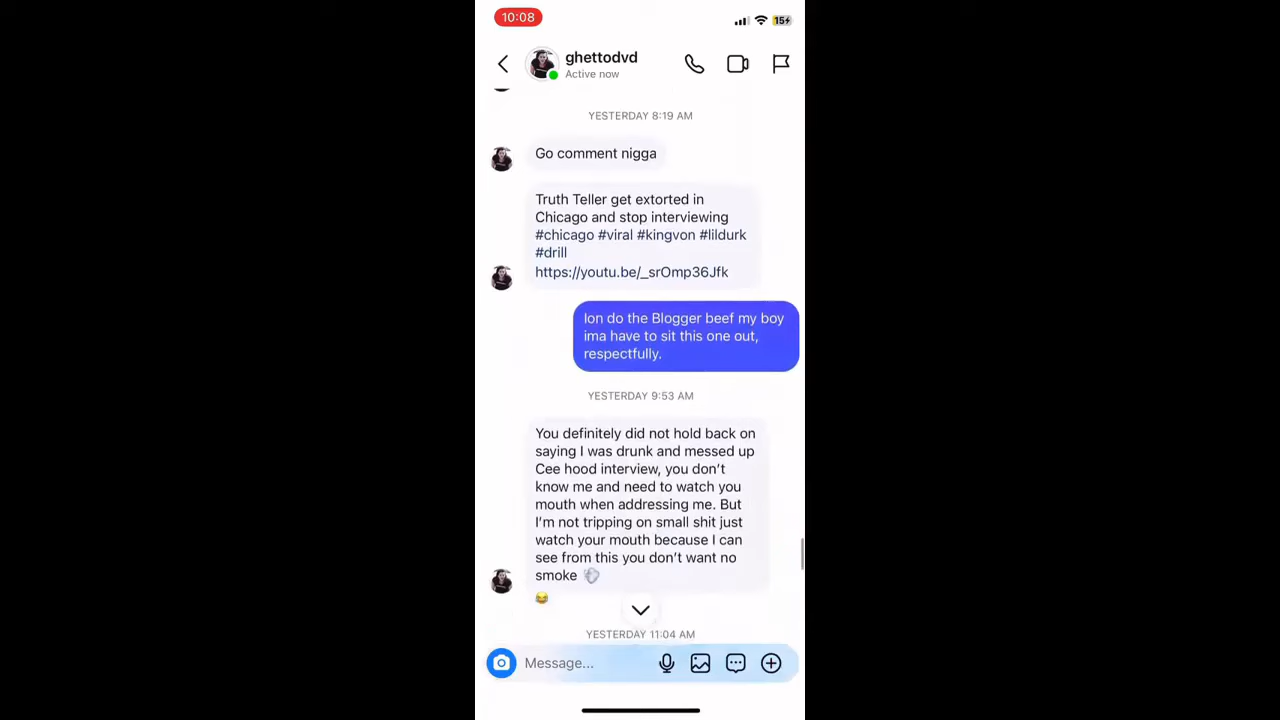 10:08
15
ghettodvd
Active now
YESTERDAY 8:19 AM
Go comment nigga
Truth Teller get extorted in
Chicago and stop interviewing
#chicago #viral #kingvon #lildurk
#drill
https://youtu.be/_srOmp36Jfk
Ion do the Blogger beef my boy
ima have to sit this one out,
respectfully.
YESTERDAY 9:53 AM
You definitely did not hold back on
saying I was drunk and messed up
Cee hood interview, you don’t
know me and need to watch you
mouth when addressing me. But
I’m not tripping on small shit just
watch your mouth because I can
see from this you don’t want no
smoke 💨
😂
YESTERDAY 11:04 AM
Message...